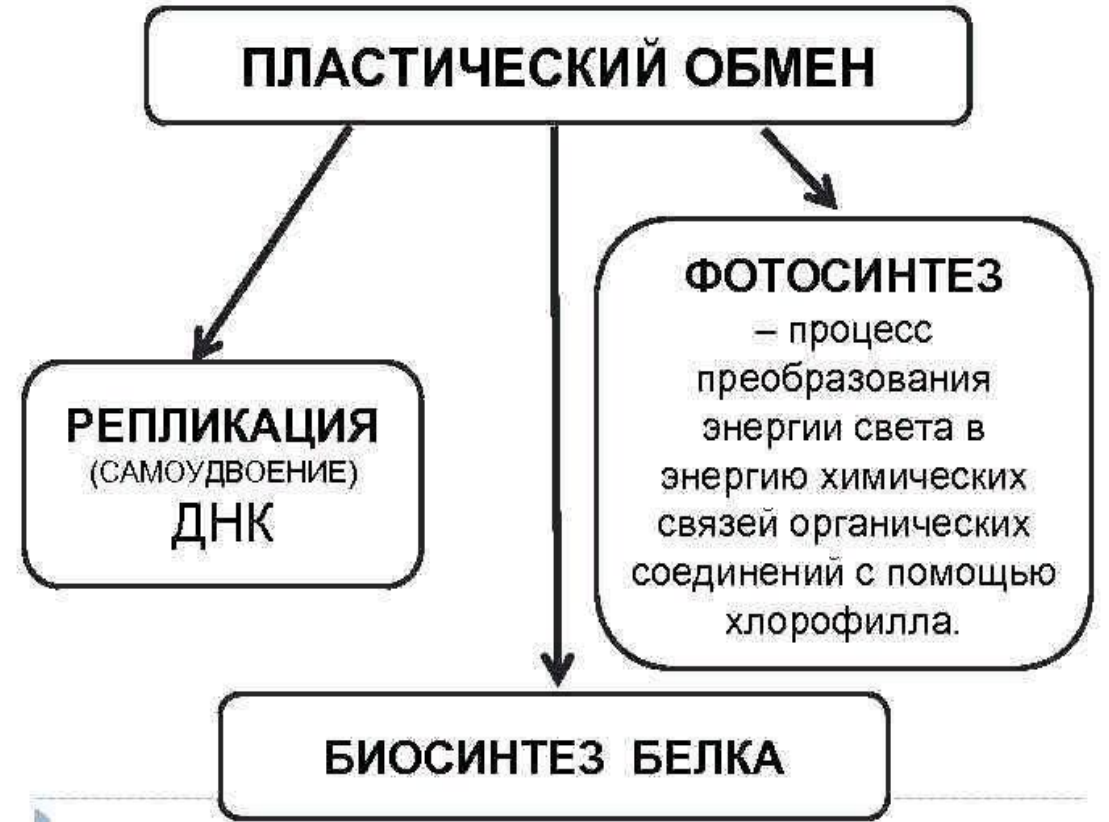 ПЛАСТИЧЕСКИЙ ОБМЕН
РЕПЛИКАЦИЯ
(САМОУДВОЕНИЕ)
ДНК
ФОТОСИНТЕЗ
– процесс
преобразования
энергии света в
энергию химических
связей органических
соединений с помощью
хлорофилла.
БИОСИНТЕЗ БЕЛКА